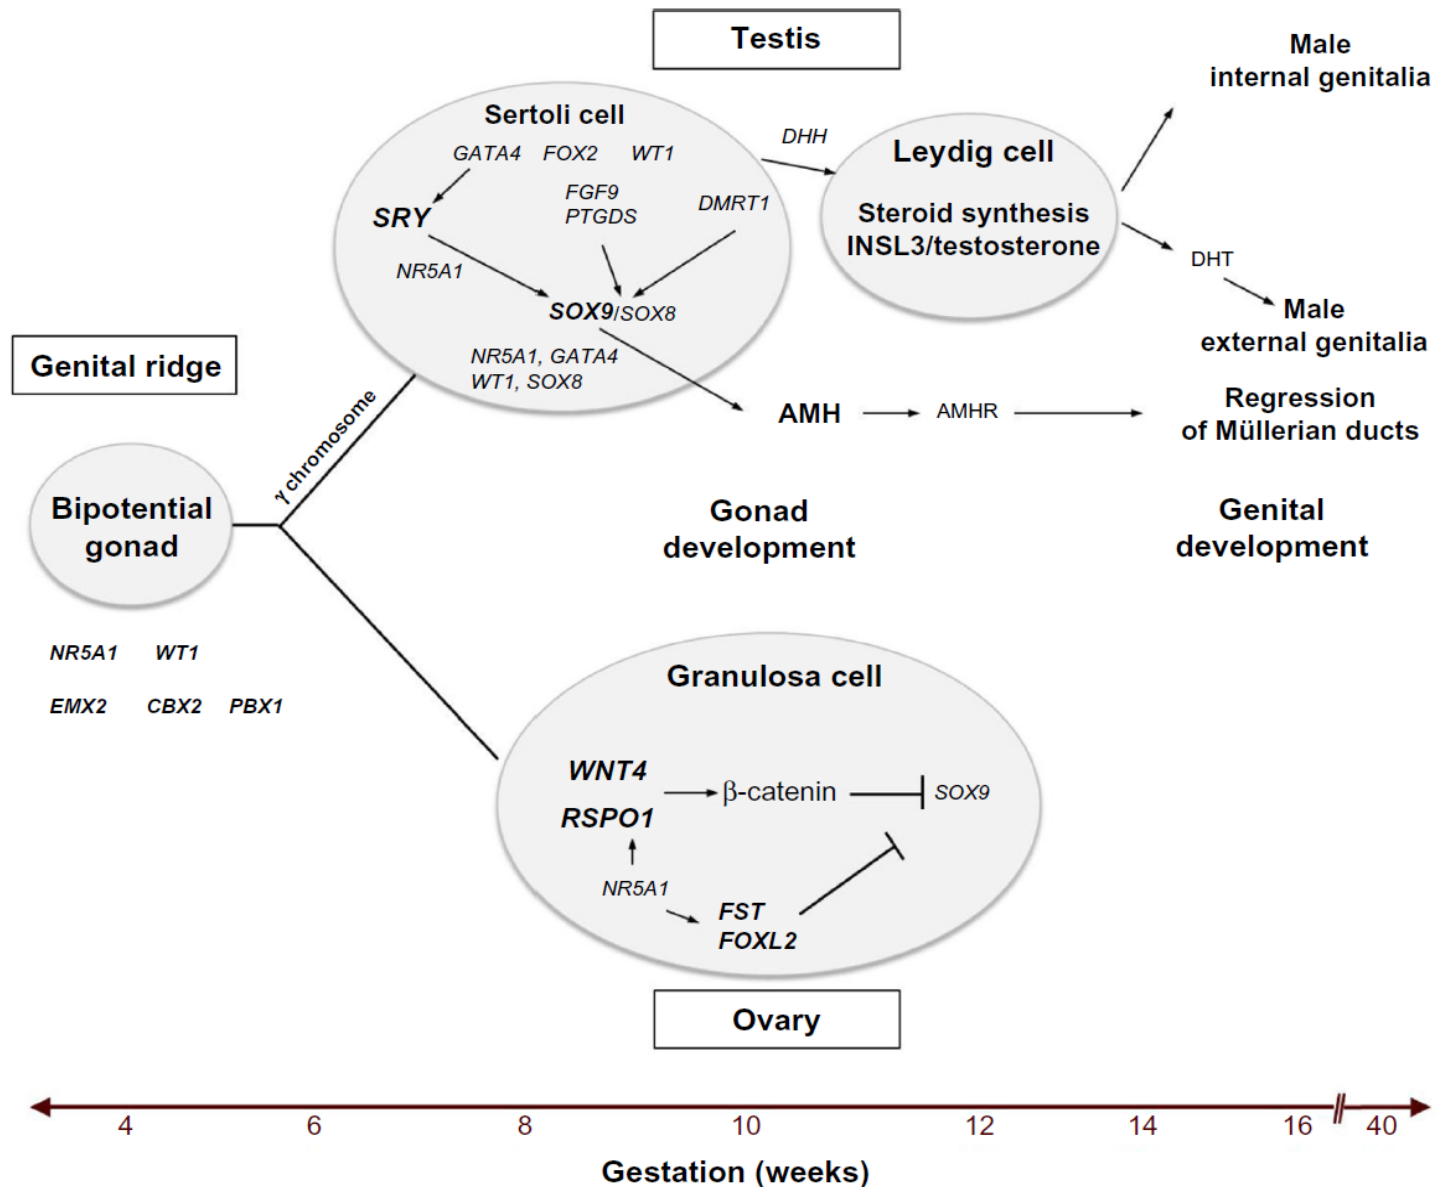 Testis
Male
internal genitalia
Sertoli cell
GATA4 FOX2 WT1
DHH
Leydig cell
FGF9
PTGDS
DMRT1
SRY
Steroid synthesis
INSL3/testosterone
NR5A1
DHT
SOX9/SOX8
Male
external genitalia
NR5A1, GATA4
WT1, SOX8
Genital ridge
γ chromosome
AMH
AMHR
Regression
of Müllerian ducts
Bipotential
gonad
Gonad
development
Genital
development
NR5A1 WT1
EMX2 CBX2 PBX1
Granulosa cell
WNT4
RSPO1
β-catenin
SOX9
NR5A1
FST
FOXL2
Ovary
4 6 8 10 12 14 16 40
Gestation (weeks)